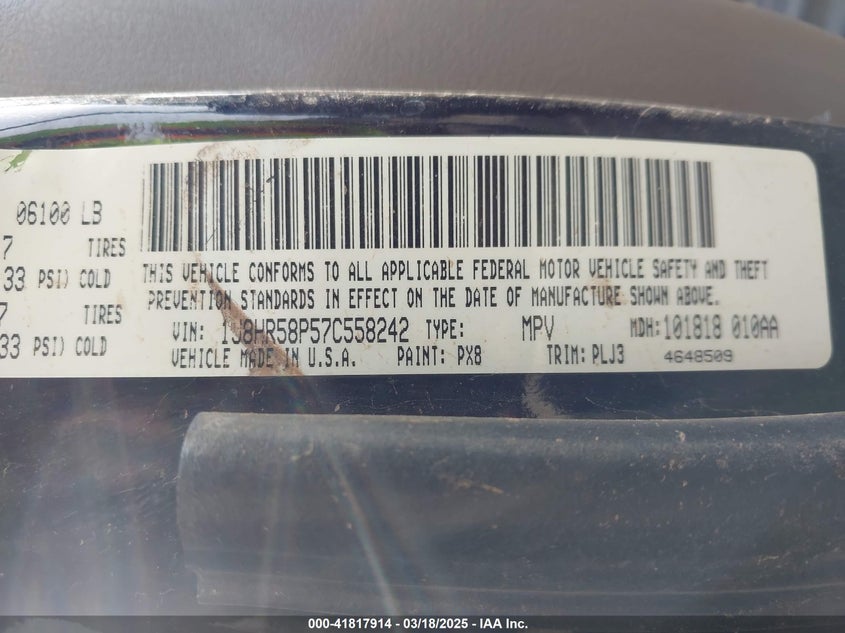 06100 LB
7 TIRES
33 PSI) COLD
7 TIRES
33 PSI) COLD
THIS VEHICLE CONFORMS TO ALL APPLICABLE FEDERAL MOTOR VEHICLE SAFETY AND THEFT
PREVENTION STANDARDS IN EFFECT ON THE DATE OF MANUFACTURE SHOWN ABOVE.
VIN: 1J8HR58P57C558242 TYPE: MPV MDH: 101818 010AA
VEHICLE MADE IN U.S.A. PAINT: PX8 TRIM: PLJ3 4648509
000-41817914 - 03/18/2025 - IAA Inc.